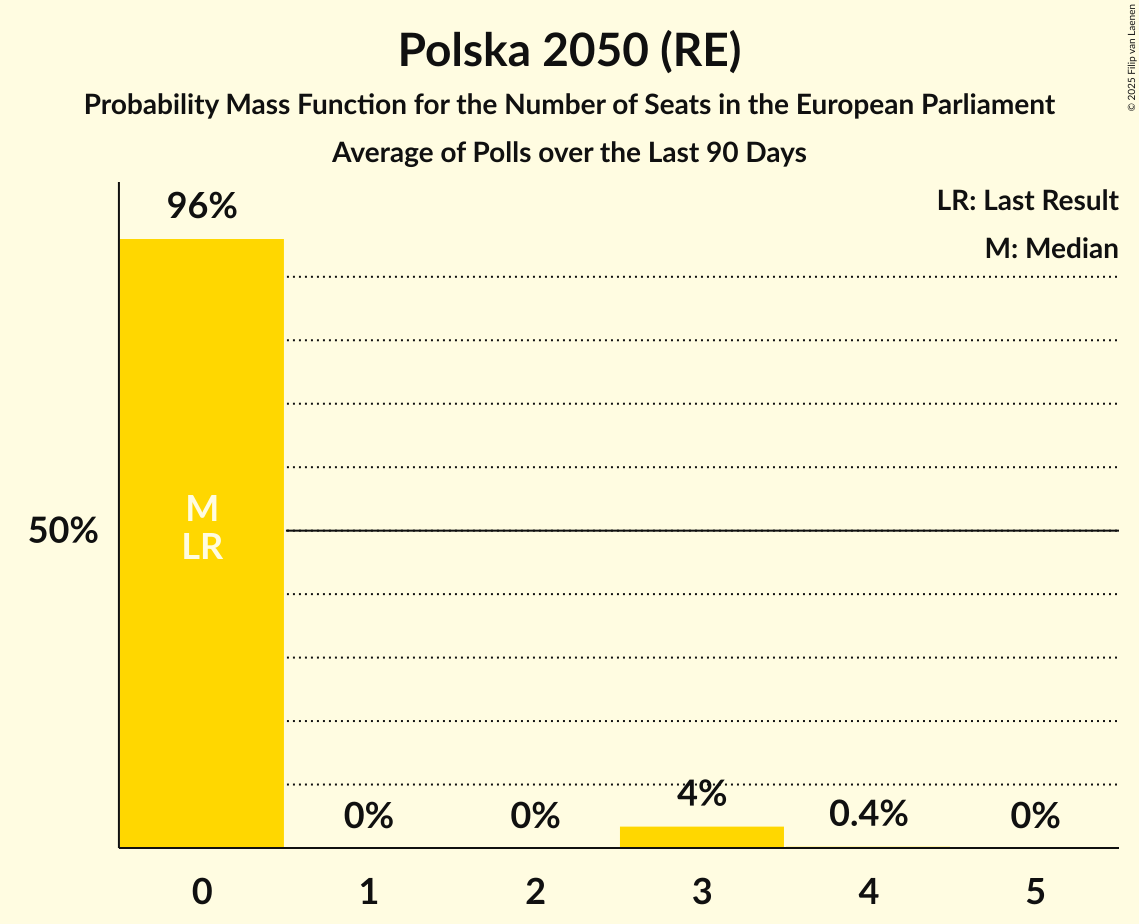 Polska 2050 (RE)
Probability Mass Function for the Number of Seats in the European Parliament
Average of Polls over the Last 90 Days
© 2025 Filip van Laenen
LR: Last Result
M: Median
96%
50%
M
LR
0%
0%
4%
0.4%
0%
0
1
2
3
4
5